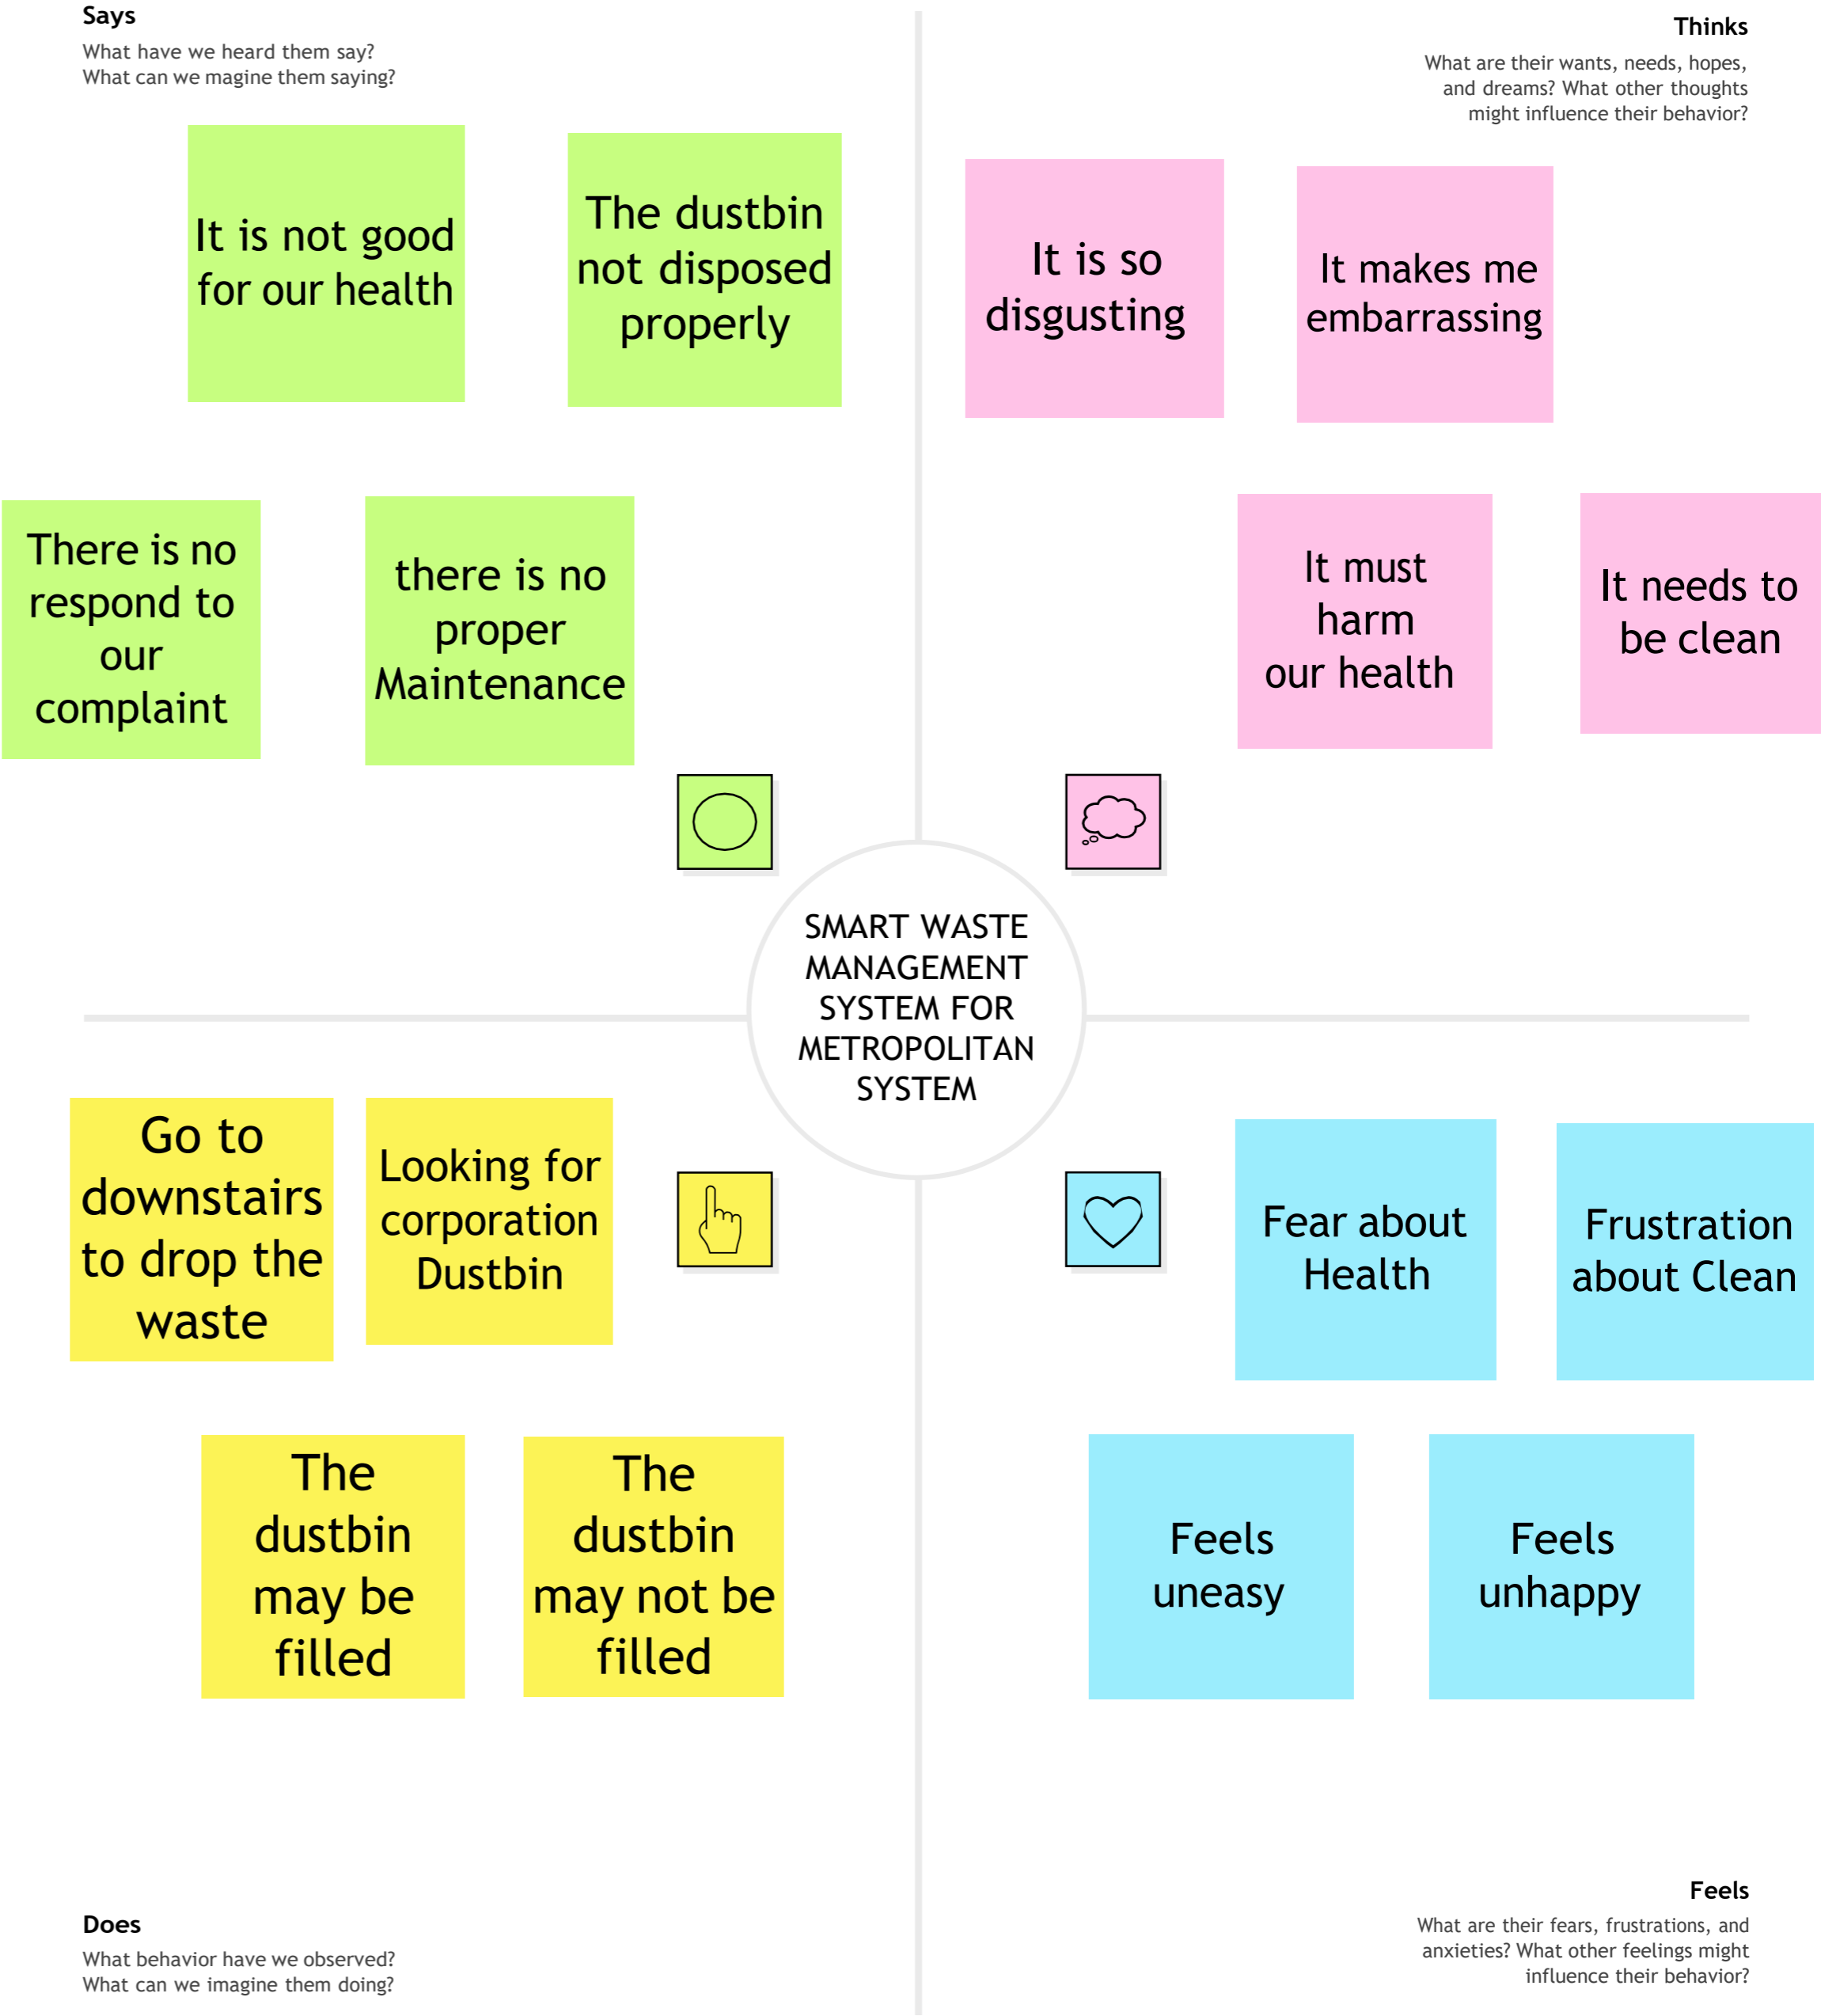 Says
What have we heard them say?
What can we magine them saying?
It is not good
for our health
The dustbin
not disposed
properly
There is no
respond to
our
complaint
there is no
proper
Maintenance
Thinks
What are their wants, needs, hopes,
and dreams? What other thoughts
might influence their behavior?
It is so
disgusting
It makes me
embarrassing
It must
harm
our health
It needs to
be clean
SMART WASTE
MANAGEMENT
SYSTEM FOR
METROPOLITAN
SYSTEM
Go to
downstairs
to drop the
waste
Looking for
corporation
Dustbin
The
dustbin
may be
filled
The
dustbin
may not be
filled
Does
What behavior have we observed?
What can we imagine them doing?
Fear about
Health
Frustration
about Clean
Feels
uneasy
Feels
unhappy
Feels
What are their fears, frustrations, and
anxieties? What other feelings might
influence their behavior?